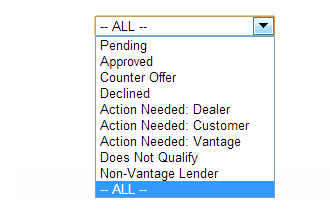 -- ALL --
Pending
Approved
Counter Offer
Declined
Action Needed: Dealer
Action Needed: Customer
Action Needed: Vantage
Does Not Qualify
Non-Vantage Lender
-- ALL --